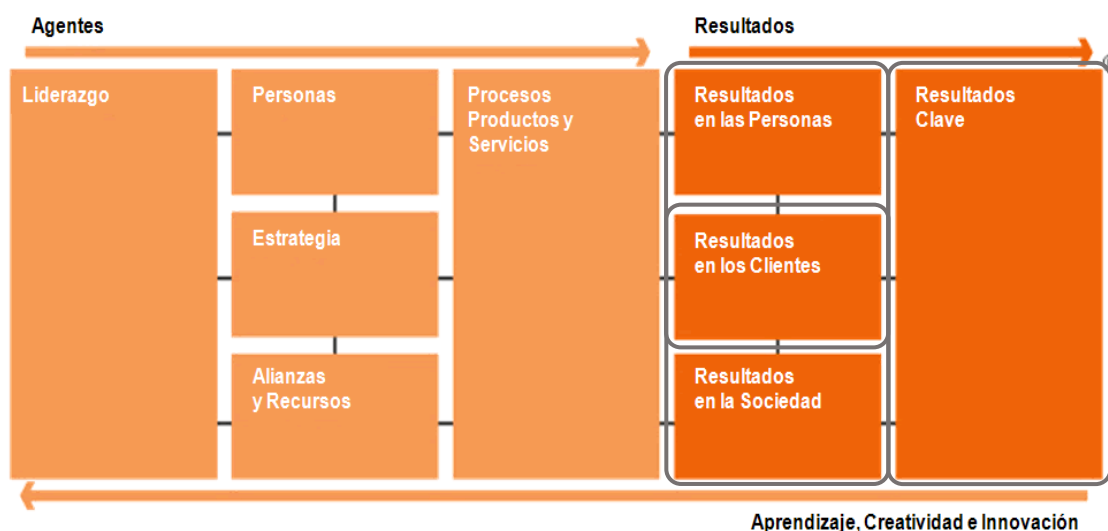 Agentes
Resultados
Liderazgo
Personas
Procesos
Productos y
Servicios
Resultados
en las Personas
Resultados
Clave
Estrategia
Resultados
en los Clientes
Alianzas
y Recursos
Resultados
en la Sociedad
Aprendizaje, Creatividad e Innovación